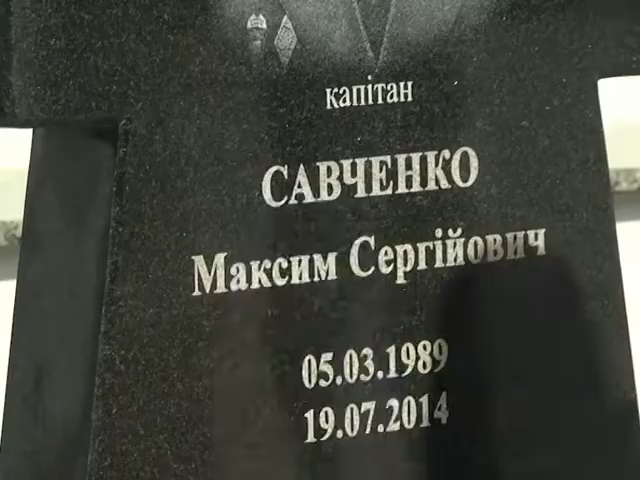 капітан
САВЧЕНКО
Максим Сергійович
05.03.1989
19.07.2014